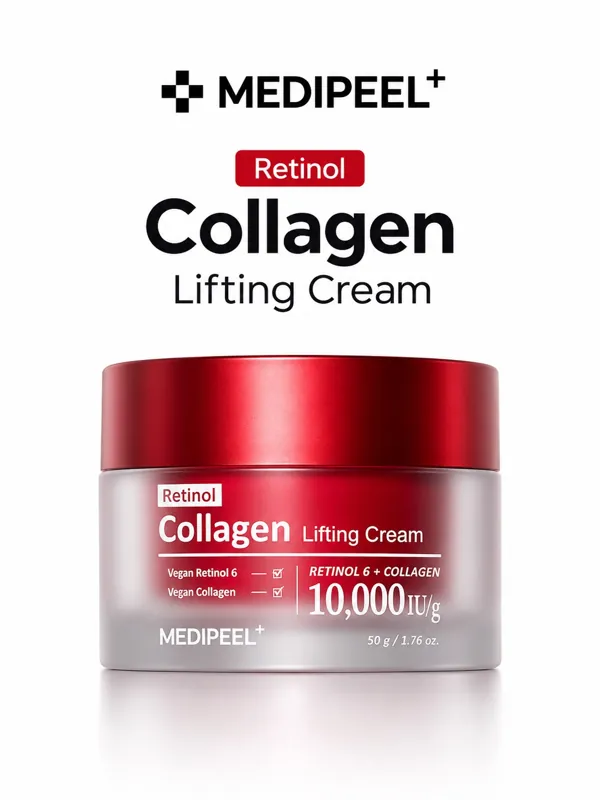 MEDIPEEL+
Retinol
Collagen
Lifting Cream
Retinol
Collagen Lifting Cream
Vegan Retinol 6 —
Vegan Collagen —
RETINOL 6 + COLLAGEN
10,000IU/g
MEDIPEEL+
50 g / 1.76 oz.